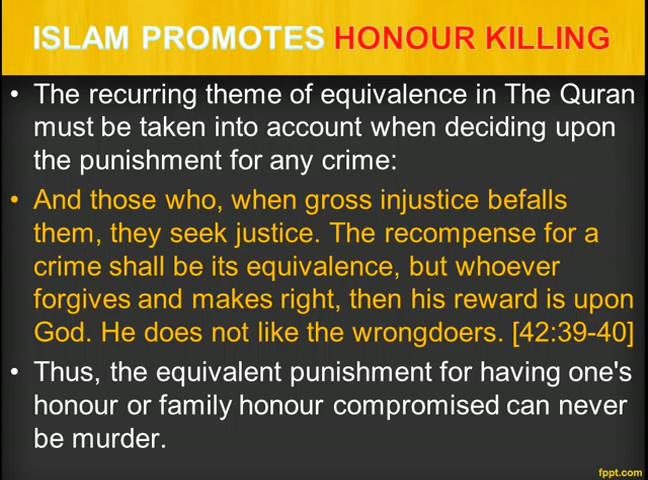 ISLAM PROMOTES HONOUR KILLING
• The recurring theme of equivalence in The Quran
must be taken into account when deciding upon
the punishment for any crime:
• And those who, when gross injustice befalls
them, they seek justice. The recompense for a
crime shall be its equivalence, but whoever
forgives and makes right, then his reward is upon
God. He does not like the wrongdoers. [42:39-40]
• Thus, the equivalent punishment for having one's
honour or family honour compromised can never
be murder.
fppt.com